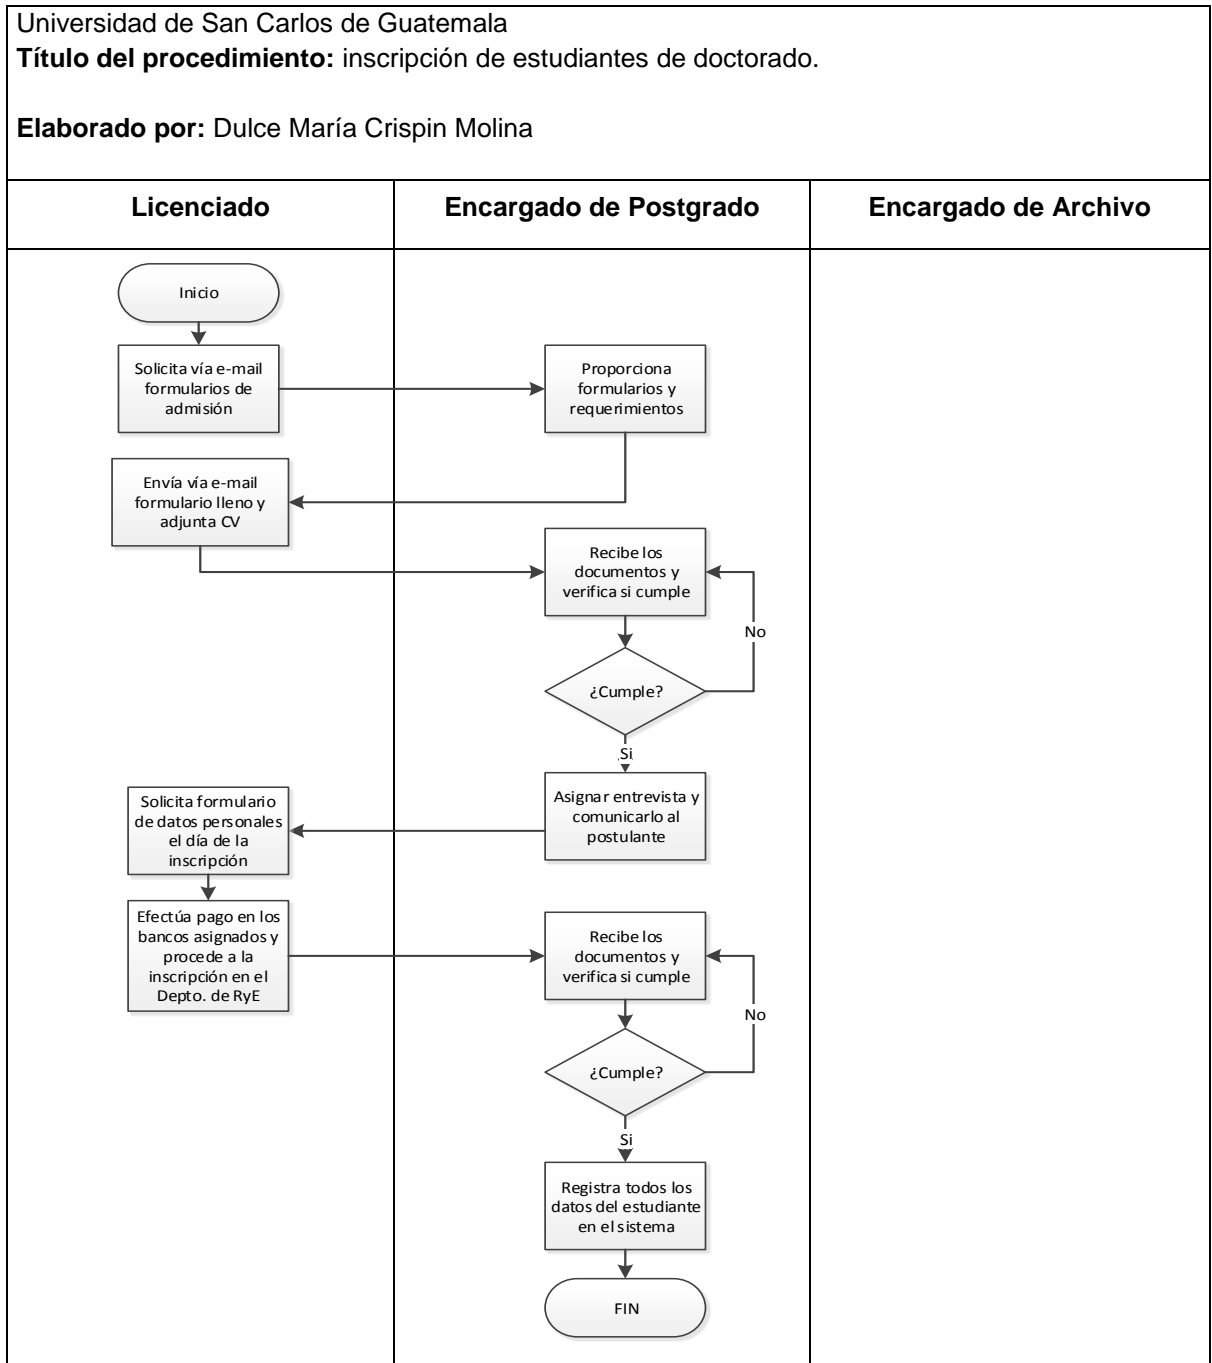 Universidad de San Carlos de Guatemala
Título del procedimiento: inscripción de estudiantes de doctorado.
Elaborado por: Dulce María Crispin Molina
Licenciado
Encargado de Postgrado
Encargado de Archivo
Inicio
Solicita vía e-mail
formularios de
admisión
Proporciona
formularios y
requerimientos
Envía vía e-mail
formulario lleno y
adjunta CV
Recibe los
documentos y
verifica si cumple
No
¿Cumple?
Si
Asignar entrevista y
comunicarlo al
postulante
Solicita formulario
de datos personales
el día de la
inscripción
Efectúa pago en los
bancos asignados y
procede a la
inscripción en el
Depto. de RyE
Recibe los
documentos y
verifica si cumple
No
¿Cumple?
Si
Registra todos los
datos del estudiante
en el sistema
FIN